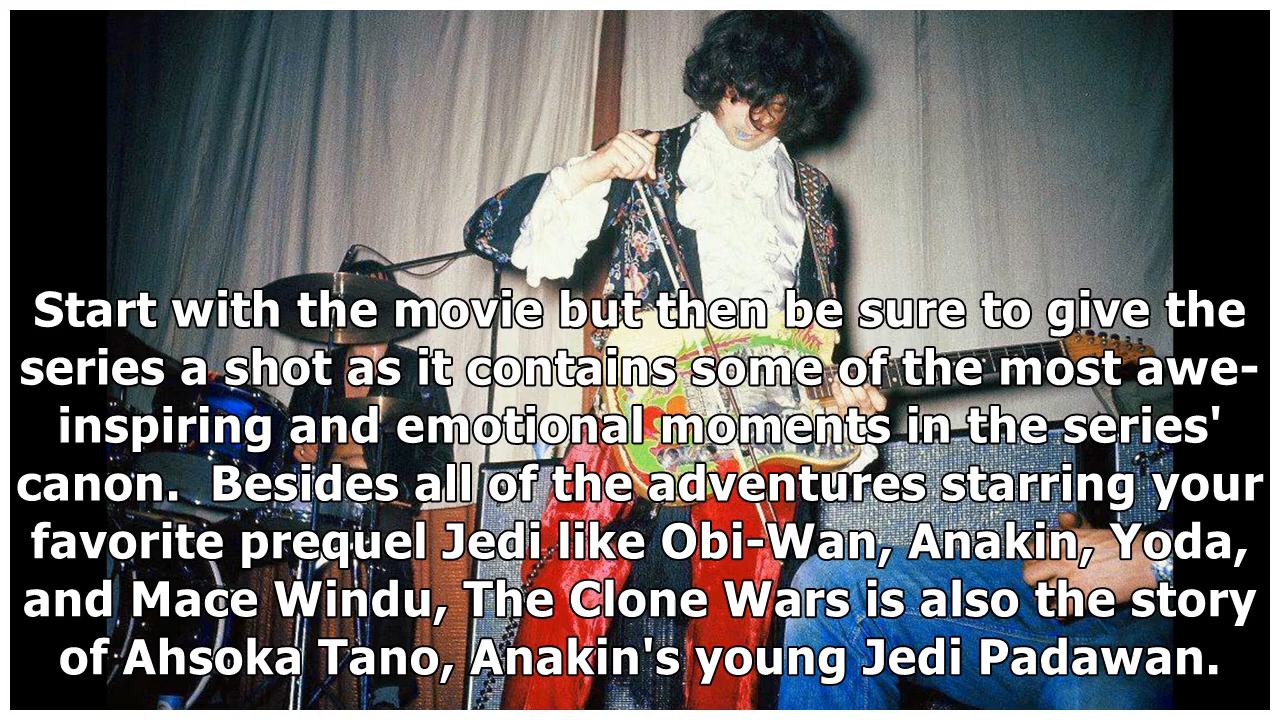 Start with the movie but then be sure to give the
series a shot as it contains some of the most awe-
inspiring and emotional moments in the series'
canon.  Besides all of the adventures starring your
favorite prequel Jedi like Obi-Wan, Anakin, Yoda,
and Mace Windu, The Clone Wars is also the story
of Ahsoka Tano, Anakin's young Jedi Padawan.